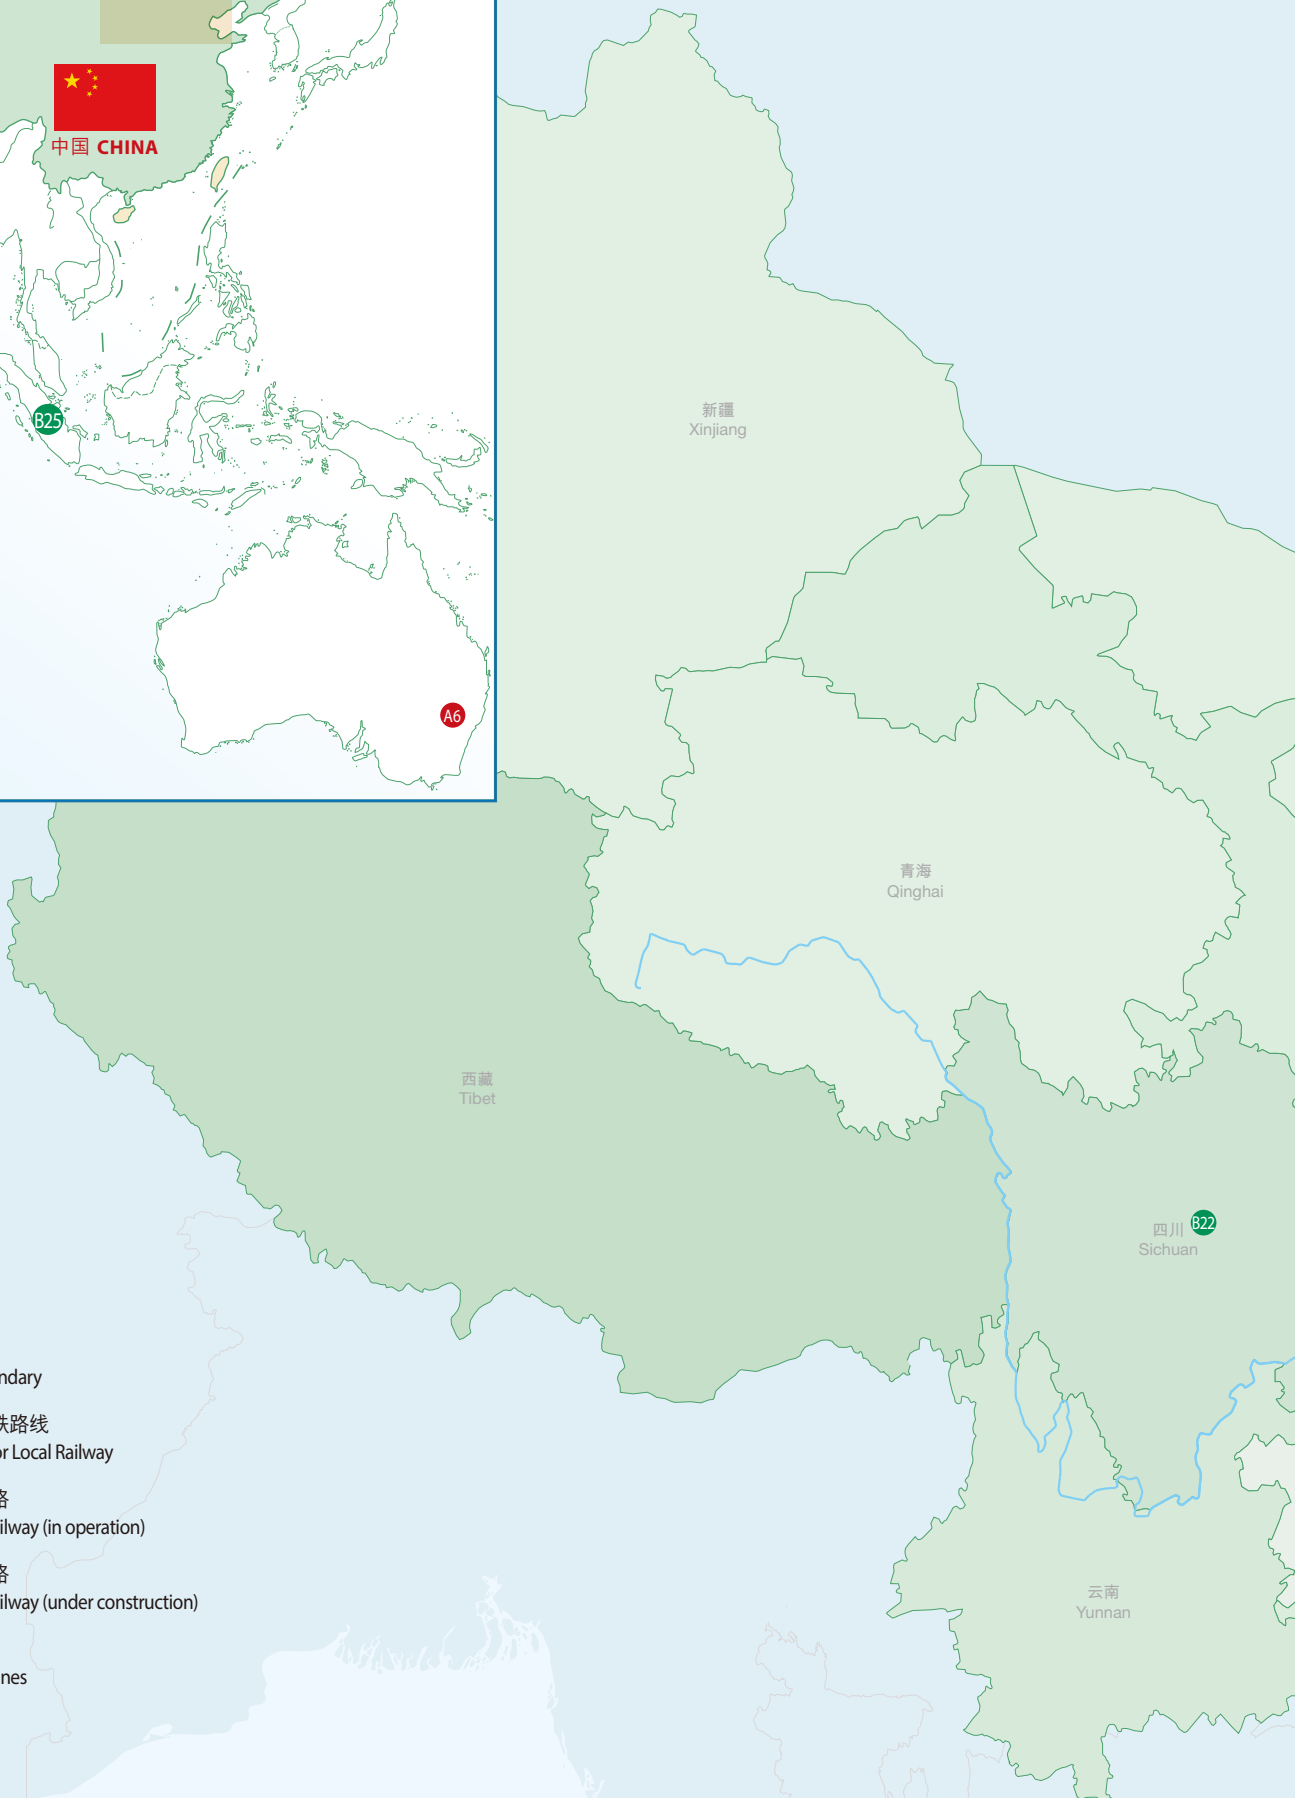 中国 CHINA
B25
A6
新疆
Xinjiang
青海
Qinghai
西藏
Tibet
四川
Sichuan
B22
云南
Yunnan
ndary
铁路线
or Local Railway
路
ilway (in operation)
路
ilway (under construction)
nes